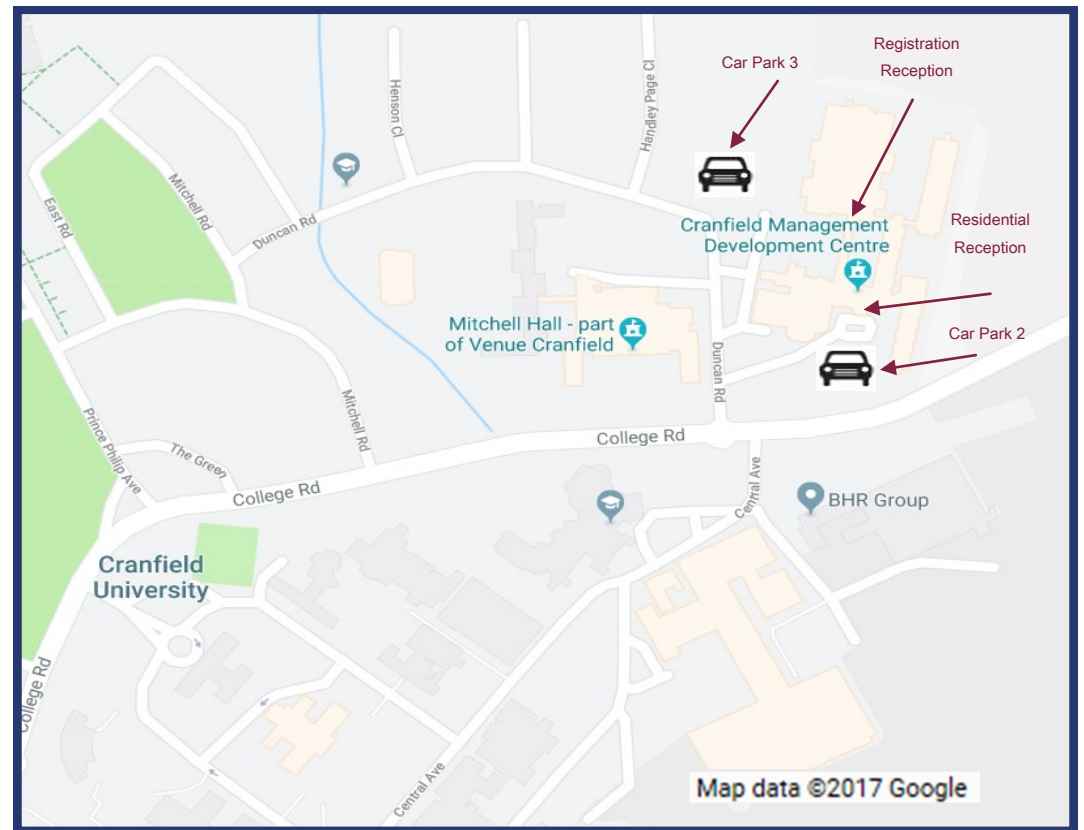 Registration
Reception
Car Park 3
Henson Cl
Handley Page Cl
Mitchell Rd
East Rd
Duncan Rd
Cranfield Management
Development Centre
Residential
Reception
Car Park 2
Mitchell Hall - part
of Venue Cranfield
Duncan Rd
Mitchell Rd
College Rd
Prince Philip Ave
The Green
College Rd
Central Ave
BHR Group
Cranfield
University
College Rd
Central Ave
Map data ©2017 Google